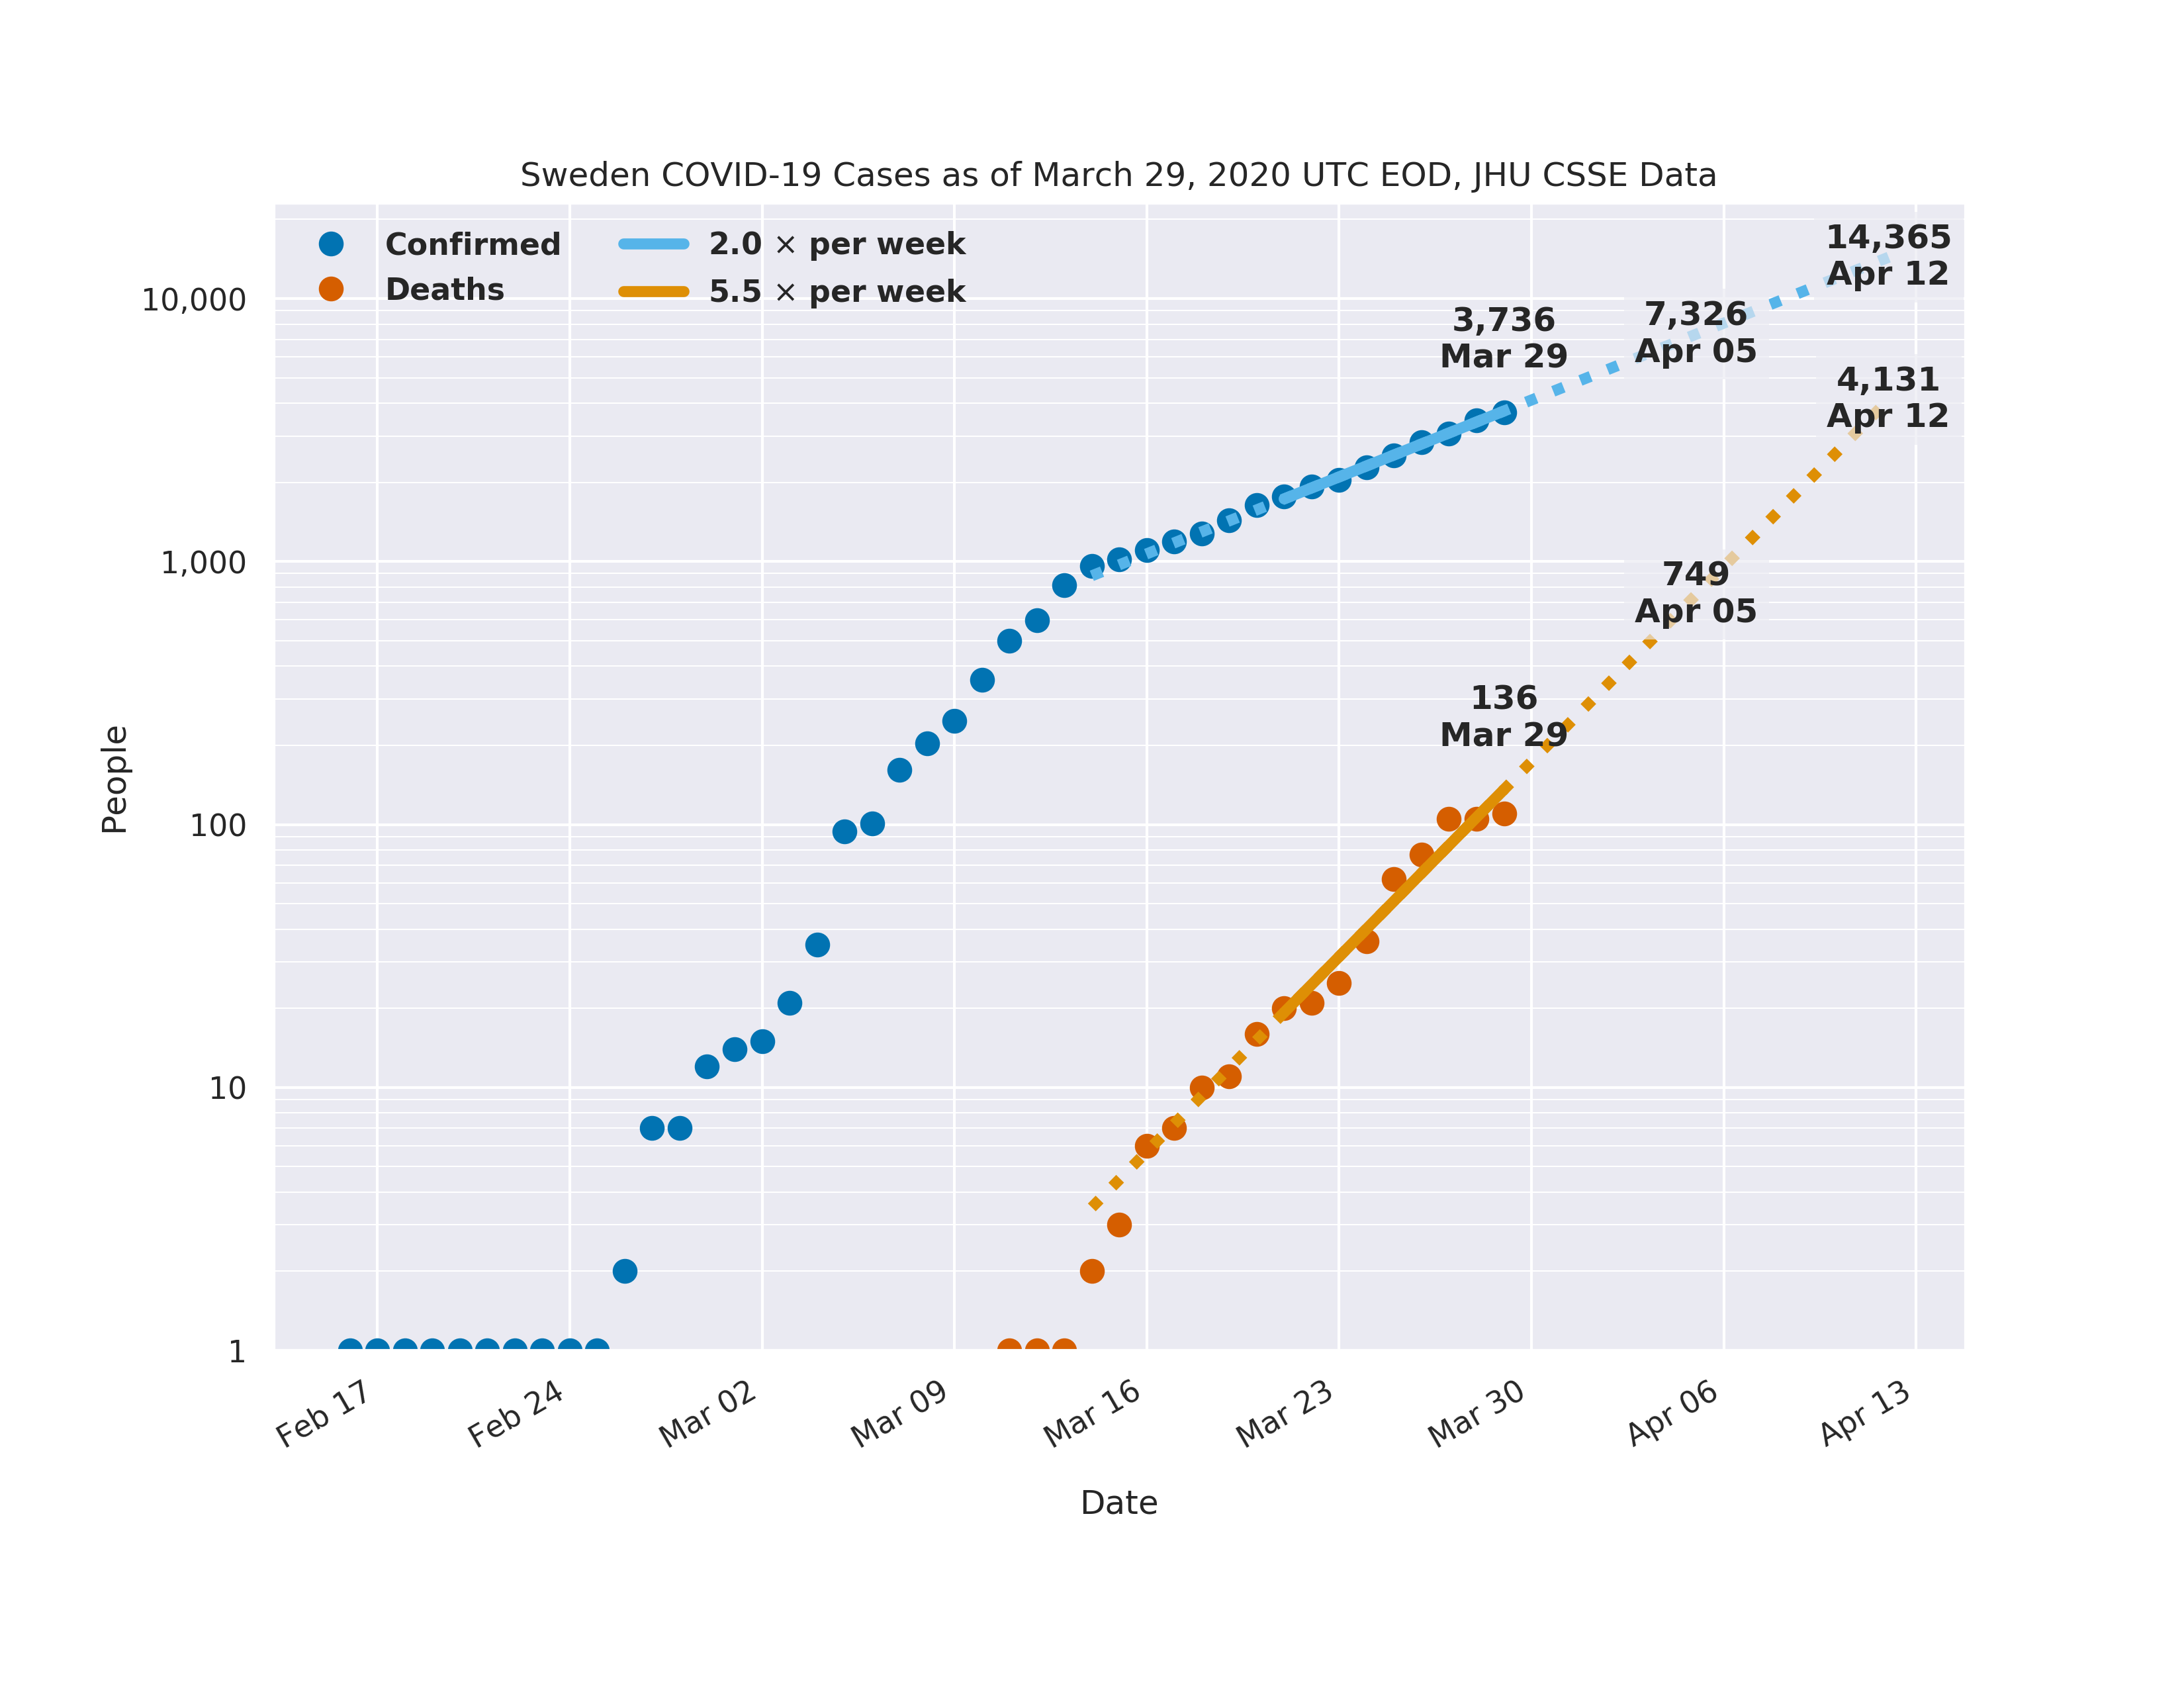 Sweden COVID-19 Cases as of March 29, 2020 UTC EOD, JHU CSSE Data
Confirmed
Deaths
2.0 × per week
5.5 × per week
14,365
Apr 12
7,326
Apr 05
3,736
Mar 29
4,131
Apr 12
749
Apr 05
136
Mar 29
People
10,000
1,000
100
10
1
Feb 17
Feb 24
Mar 02
Mar 09
Mar 16
Mar 23
Mar 30
Apr 06
Apr 13
Date